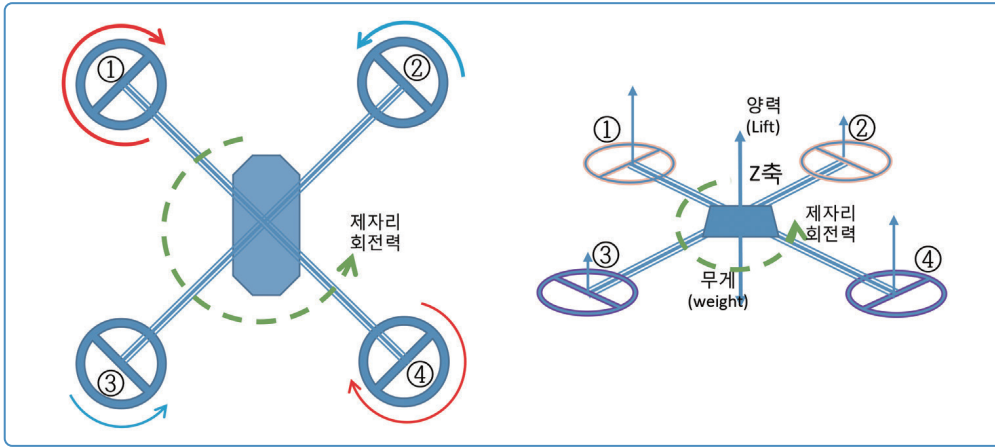 ①
②
제자리
회전력
③
④
양력
(Lift)
①
②
Z축
제자리
회전력
③
④
무게
(weight)